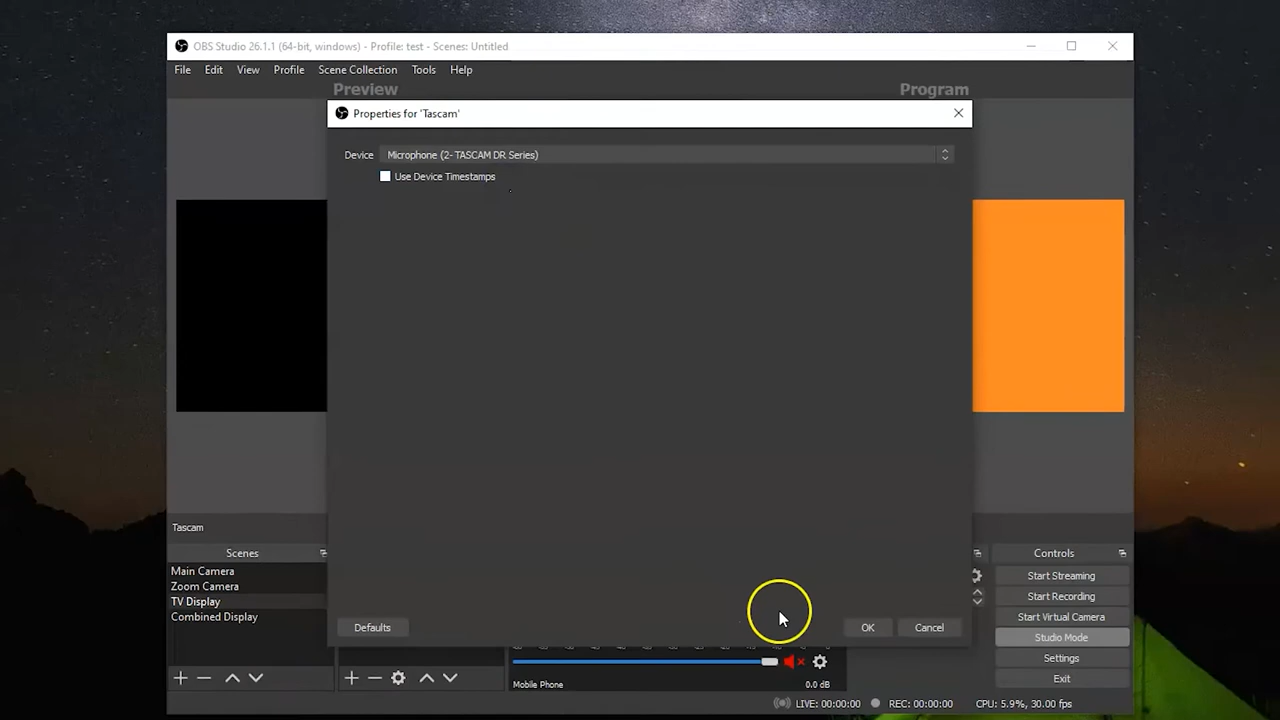 OBS Studio 26.1.1 (64-bit, windows) - Profile: test - Scenes: Untitled
File Edit View Profile Scene Collection Tools Help
Preview
Program
Properties for 'Tascam'
Device Microphone (2- TASCAM DR Series)
Use Device Timestamps
Defaults
OK
Cancel
Tascam
Scenes
Main Camera
Zoom Camera
TV Display
Combined Display
Mobile Phone 0.0 dB
Controls
Start Streaming
Start Recording
Start Virtual Camera
Studio Mode
Settings
Exit
LIVE: 00:00:00 REC: 00:00:00 CPU: 5.9%, 30.00 fps